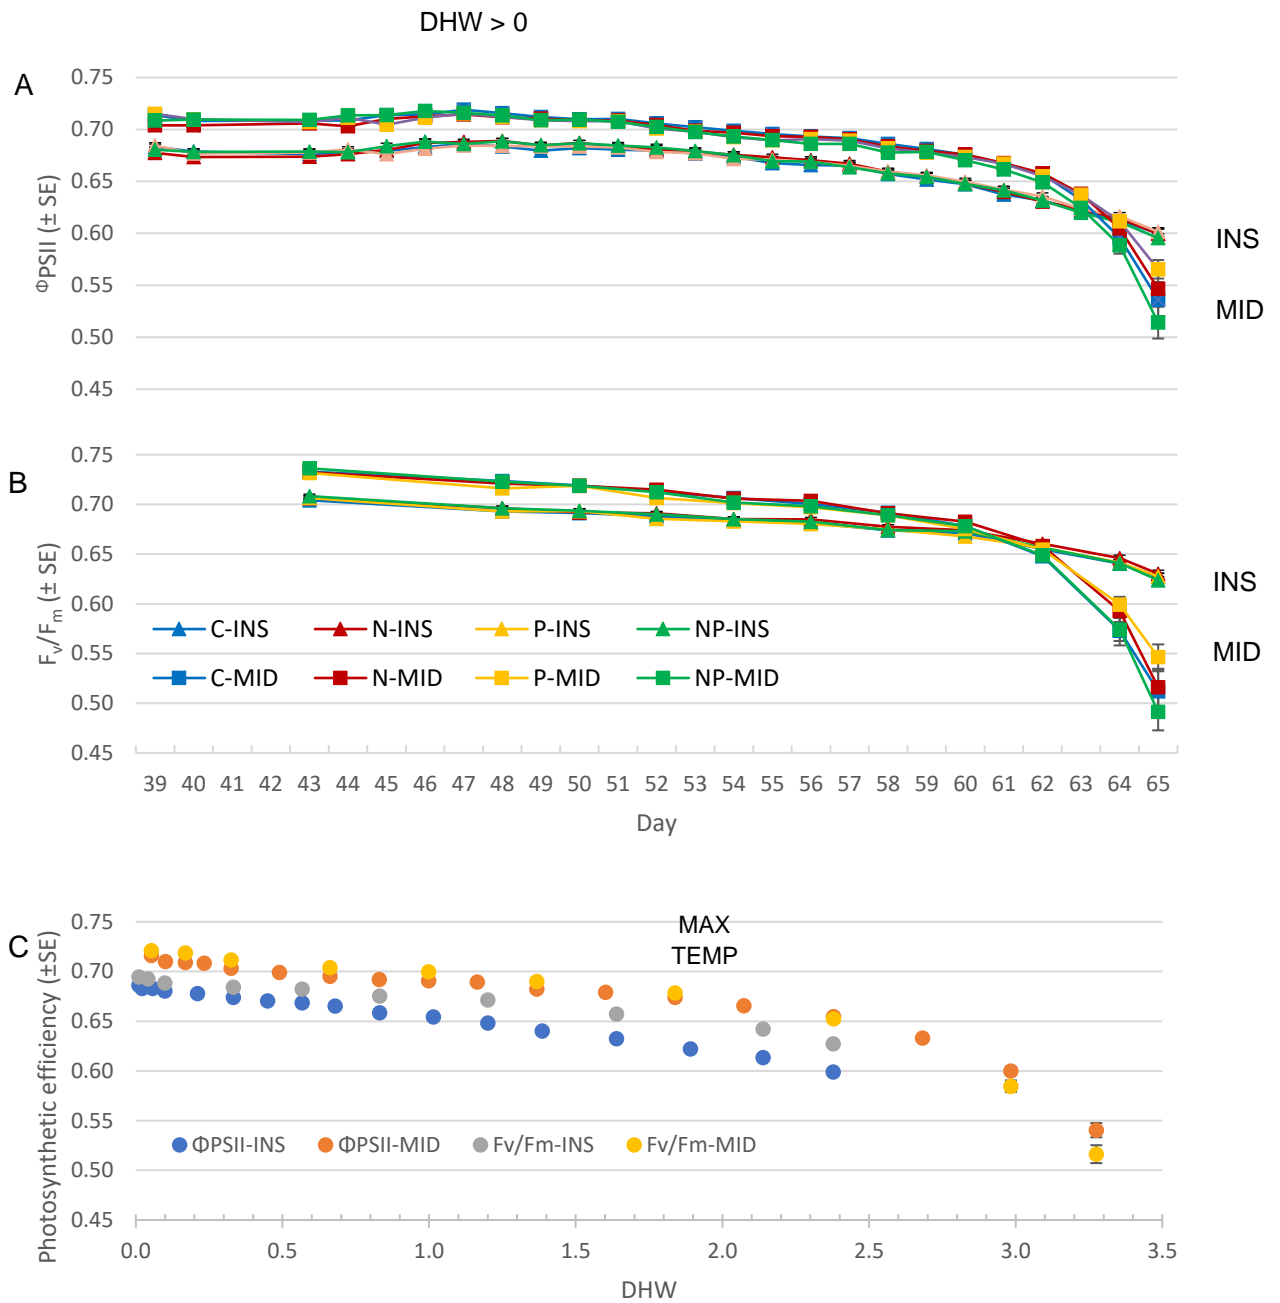 DHW > 0
A
ΦPSII (± SE)
0.75
0.70
0.65
0.60
0.55
0.50
0.45
INS
MID
B
Fv/Fm (± SE)
0.75
0.70
0.65
0.60
0.55
0.50
0.45
C-INS N-INS P-INS NP-INS
C-MID N-MID P-MID NP-MID
INS
MID
39 40 41 42 43 44 45 46 47 48 49 50 51 52 53 54 55 56 57 58 59 60 62 63 64 65
Day
C
Photosynthetic efficiency (±SE)
0.75
0.70
0.65
0.60
0.55
0.50
0.45
MAX
TEMP
ΦPSII-INS ΦPSII-MID Fv/Fm-INS Fv/Fm-MID
0.0 0.5 1.0 1.5 2.0 2.5 3.0 3.5
DHW